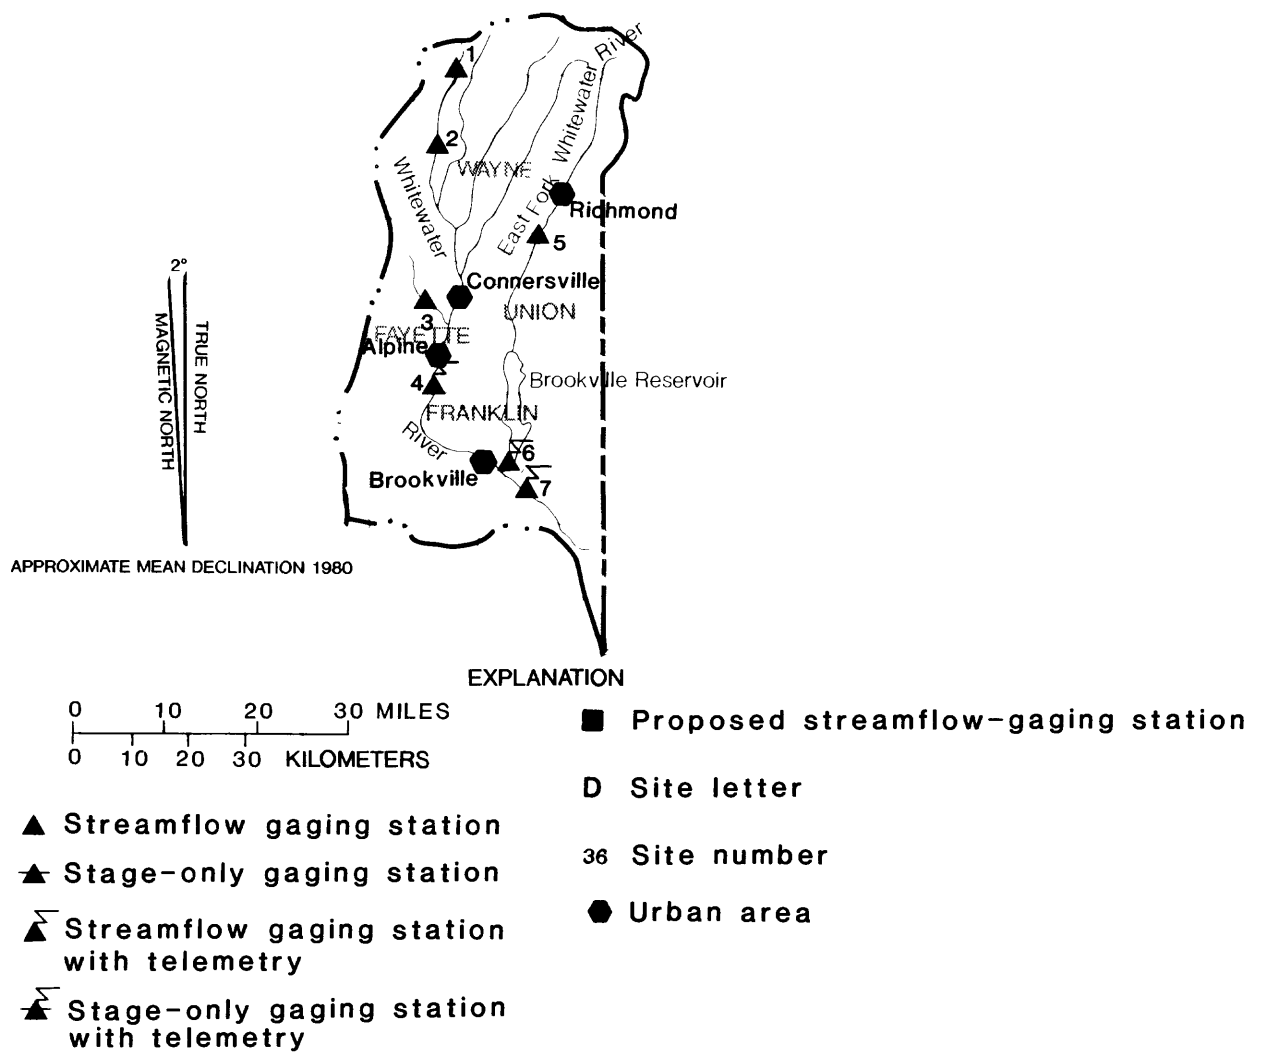 1
2
WAYNE
Whitewater
East Fork Whitewater River
Richmond
5
2°
Connersville
UNION
3
FAYETTE
Alpine
MAGNETIC NORTH
TRUE NORTH
4
Brookville Reservoir
FRANKLIN
River
6
Brookville
7
APPROXIMATE MEAN DECLINATION 1980
EXPLANATION
0 10 20 30 MILES
0 10 20 30 KILOMETERS
Streamflow gaging station
Stage-only gaging station
Streamflow gaging station
with telemetry
Stage-only gaging station
with telemetry
Proposed streamflow-gaging station
D Site letter
36 Site number
Urban area